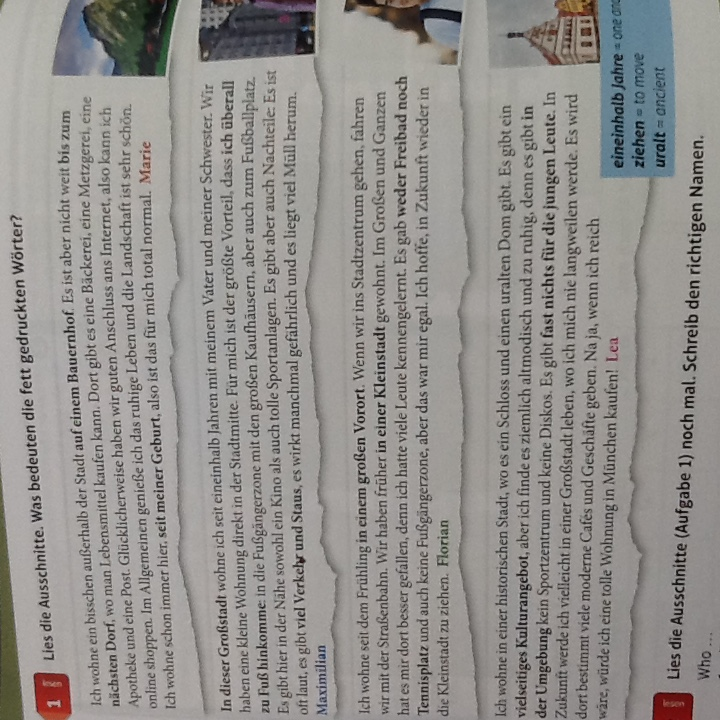 1 Lies die Ausschnitte. Was bedeuten die fett gedruckten Wörter?
Ich wohne ein bisschen außerhalb der Stadt auf einem Bauernhof. Es ist aber nicht weit bis zum
nächsten Dorf, wo man Lebensmittel kaufen kann. Dort gibt es eine Bäckerei, eine Metzgerei, eine
Apotheke und eine Post. Glücklicherweise haben wir guten Anschluss ans Internet, also kann ich
online shoppen. Im Allgemeinen genieße ich das ruhige Leben und die Landschaft ist sehr schön.
Ich wohne schon immer hier, seit meiner Geburt, also ist das für mich total normal. Marie
In dieser Großstadt wohne ich seit eineinhalb Jahren mit meinem Vater und meiner Schwester. Wir
haben eine kleine Wohnung direkt in der Stadtmitte. Für mich ist der größte Vorteil, dass ich überall
zu Fuß hinkomme: in die Fußgängerzone mit den großen Kaufhäusern, aber auch zum Fußballplatz.
Es gibt hier in der Nähe sowohl ein Kino als auch tolle Sportanlagen. Es gibt aber auch Nachteile: Es ist
oft laut, es gibt viel Verkehr und Staus, es wirkt manchmal gefährlich und es liegt viel Müll herum.
Maximilian
Ich wohne seit dem Frühling in einem großen Vorort. Wenn wir ins Stadtzentrum gehen, fahren
wir mit der Straßenbahn. Wir haben früher in einer Kleinstadt gewohnt. Im Großen und Ganzen
hat es mir dort besser gefallen, denn ich hatte viele Leute kennengelernt. Es gab weder Freibad noch
Tennisplatz und auch keine Fußgängerzone, aber das war mir egal. Ich hoffe, in Zukunft wieder in
die Kleinstadt zu ziehen. Florian
Ich wohne in einer historischen Stadt, wo es ein Schloss und einen uralten Dom gibt. Es gibt ein
vielseitiges Kulturangebot, aber ich finde es ziemlich altmodisch und zu ruhig, denn es gibt in
der Umgebung kein Sportzentrum und keine Diskos. Es gibt fast nichts für die jungen Leute. In
Zukunft werde ich vielleicht in einer Großstadt leben, wo ich mich nie langweilen werde. Es wird
dort bestimmt viele moderne Cafés und Geschäfte geben. Na ja, wenn ich reich
wäre, würde ich eine tolle Wohnung in München kaufen! Lea
eineinhalb Jahre = one and
ziehen = to move
uralt = ancient
Lies die Ausschnitte (Aufgabe 1) noch mal. Schreib den richtigen Namen.
Who ...